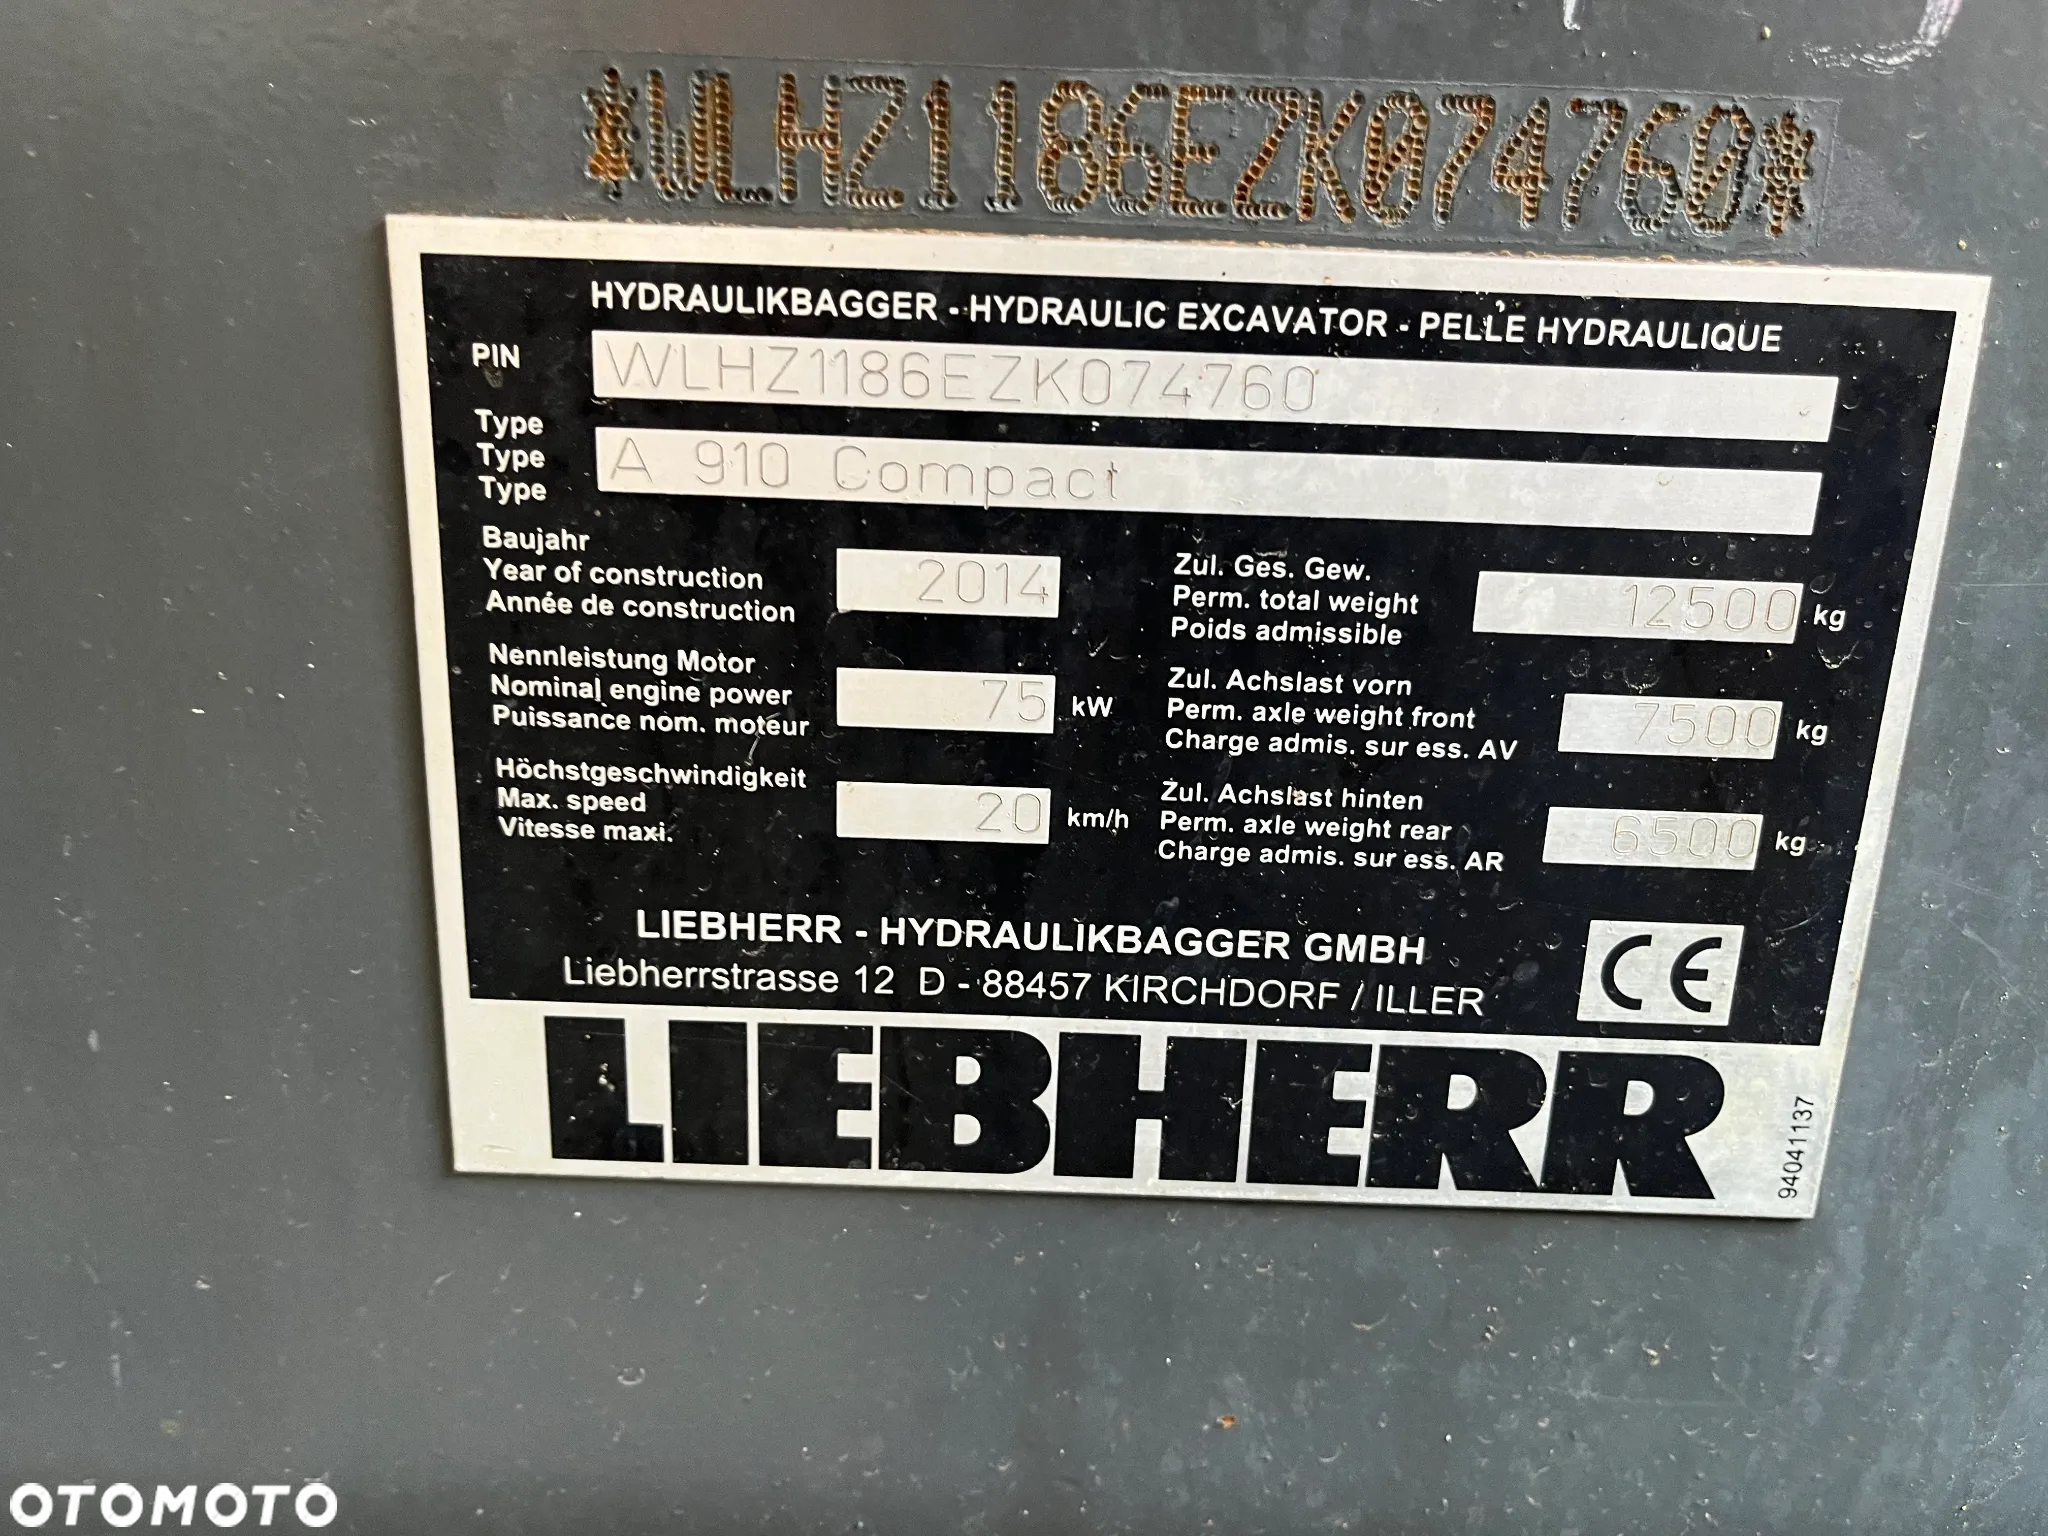 *WLHZ1186EZK074760*
HYDRAULIKBAGGER - HYDRAULIC EXCAVATOR - PELLE HYDRAULIQUE
PIN WLHZ1186EZK074760
Type
Type A 910 Compact
Type
Baujahr
Year of construction 2014
Année de construction
Zul. Ges. Gew.
Perm. total weight 12500 kg
Poids admissible
Nennleistung Motor
Nominal engine power 75 kW
Puissance nom. moteur
Zul. Achslast vorn
Perm. axle weight front 7500 kg
Charge admis. sur ess. AV
Höchstgeschwindigkeit
Max. speed 20 km/h
Vitesse maxi.
Zul. Achslast hinten
Perm. axle weight rear 6500 kg
Charge admis. sur ess. AR
LIEBHERR - HYDRAULIKBAGGER GMBH
Liebherrstrasse 12 D - 88457 KIRCHDORF / ILLER
CE
LIEBHERR
94041137
OTOMOTO